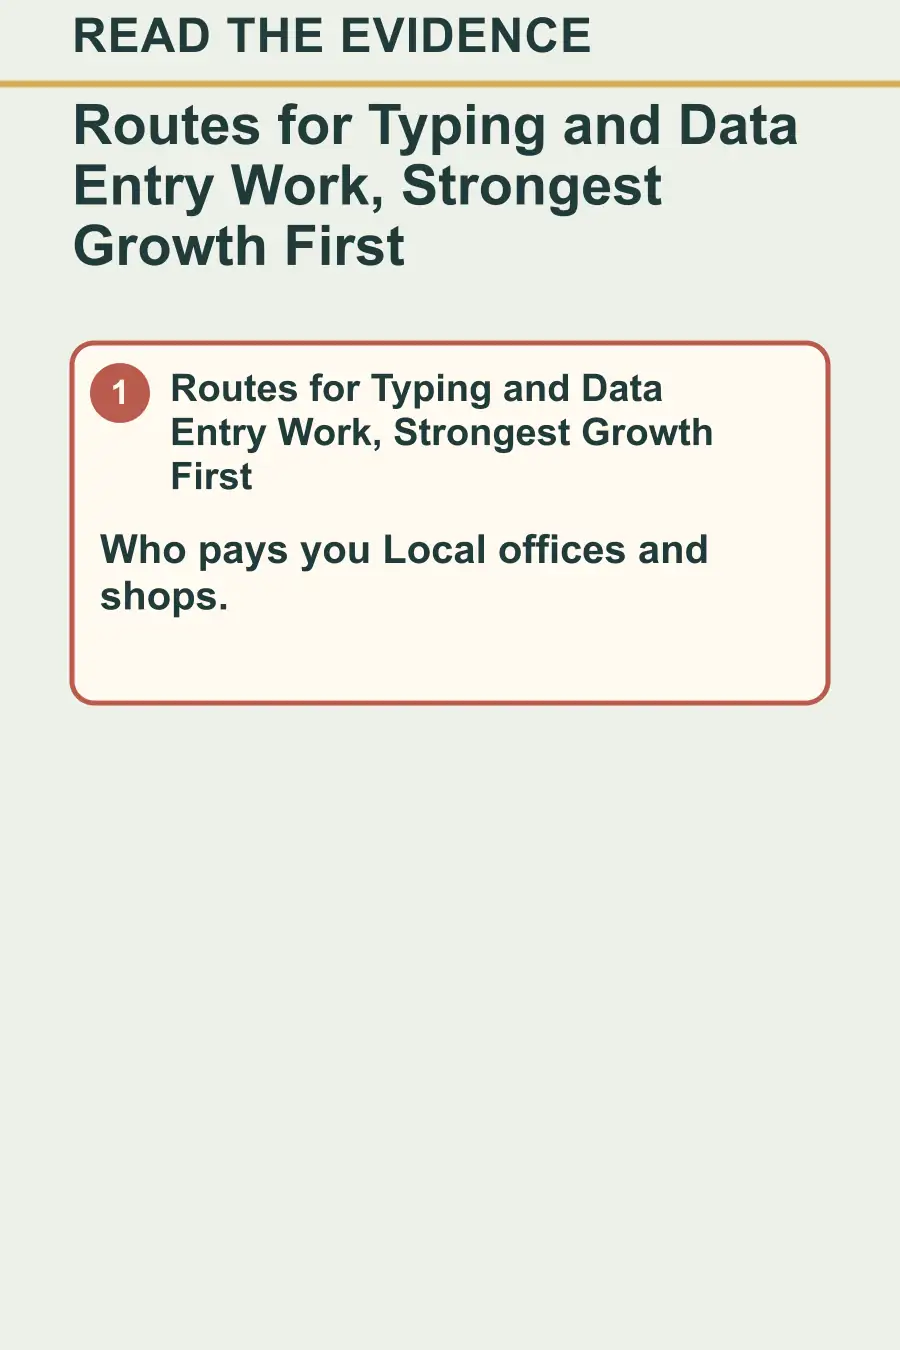 READ THE EVIDENCE
Routes for Typing and Data
Entry Work, Strongest
Growth First
1
Routes for Typing and Data
Entry Work, Strongest Growth
First
Who pays you Local offices and
shops.